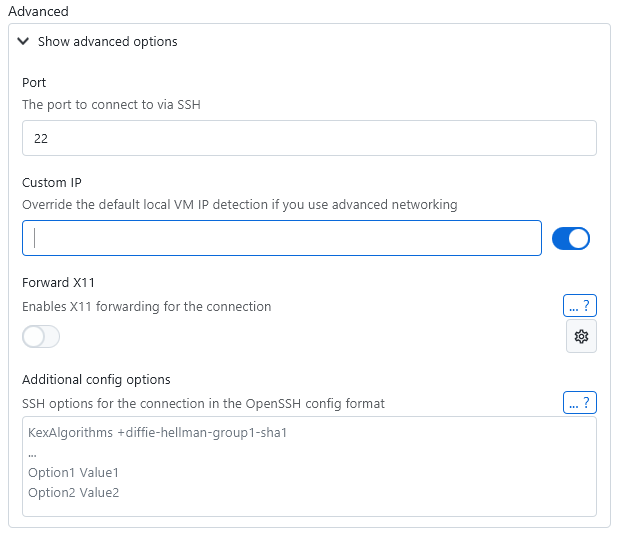 Advanced
Show advanced options
Port
The port to connect to via SSH
22
Custom IP
Override the default local VM IP detection if you use advanced networking
Forward X11
Enables X11 forwarding for the connection
... ?
Additional config options
SSH options for the connection in the OpenSSH config format
... ?
KexAlgorithms +diffie-hellman-group1-sha1
...
Option1 Value1
Option2 Value2